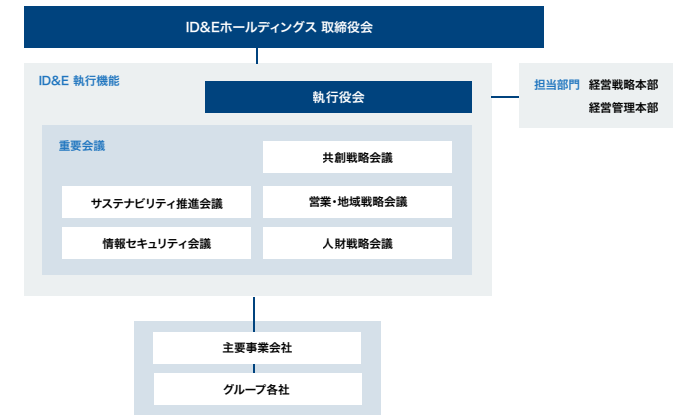 ID&Eホールディングス 取締役会
ID&E 執行機能
執行役会
担当部門 経営戦略本部
経営管理本部
重要会議
共創戦略会議
サステナビリティ推進会議
営業・地域戦略会議
情報セキュリティ会議
人財戦略会議
主要事業会社
グループ各社